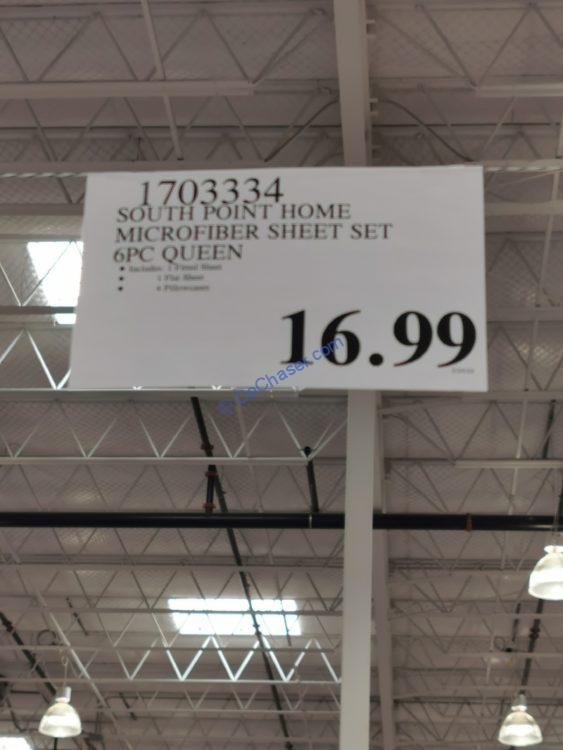 1703334
SOUTH POINT HOME
MICROFIBER SHEET SET
6PC QUEEN
• Includes: 1 Fitted Sheet
• 1 Flat Sheet
• 4 Pillowcases
16.99
© CoChaser.com